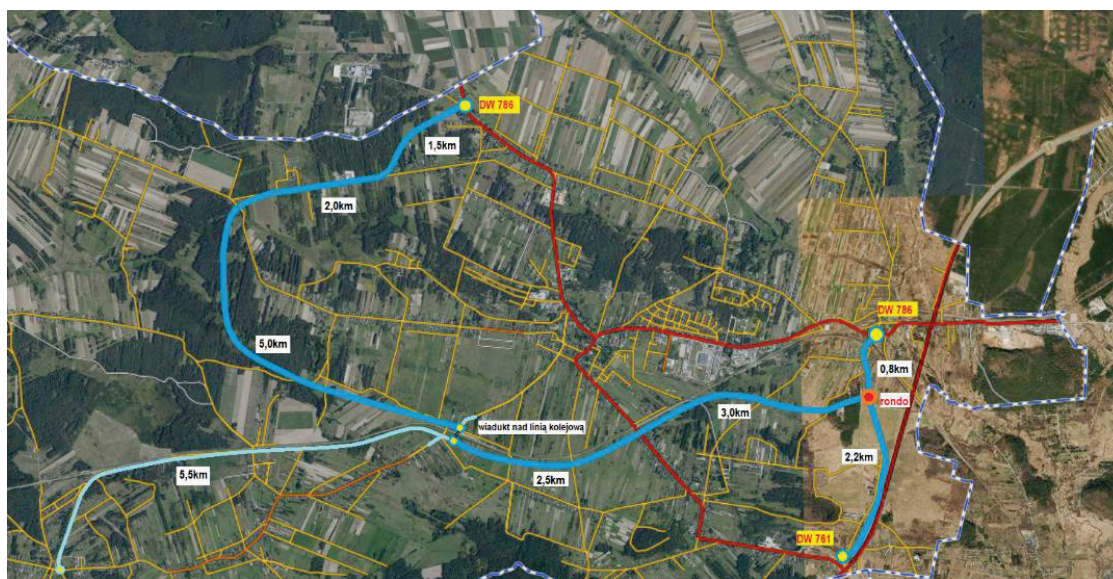 DW 786
1,5km
2,0km
DW 786
5,0km
0,8km
rondo
3,0km
wiadukt nad linią kolejową
2,2km
5,5km
2,5km
DW 761